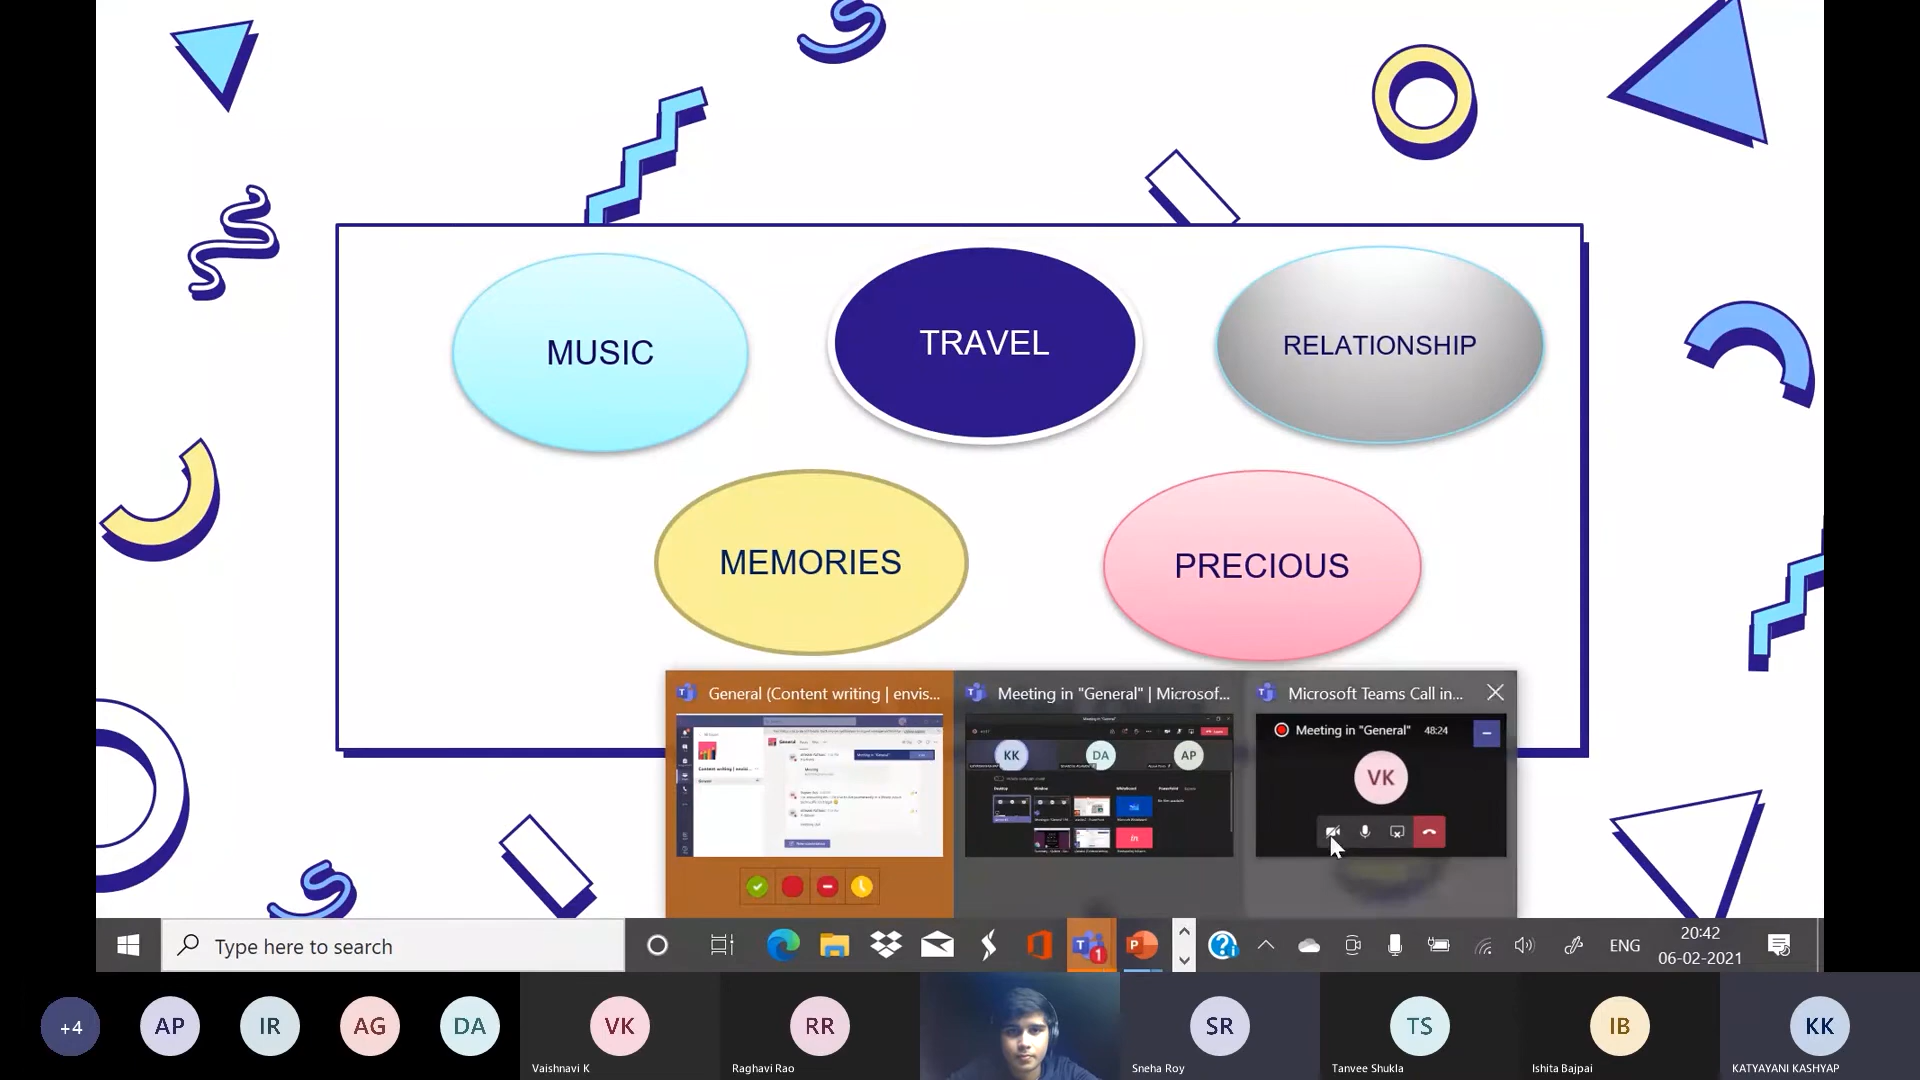 MUSIC
TRAVEL
RELATIONSHIP
MEMORIES
PRECIOUS
General (Content writing | envis...
Meeting in "General" | Microsof...
Microsoft Teams Call in...
KK
DA
AP
Meeting in "General" 48:24
VK
Type here to search
1
ENG
20:42
06-02-2021
+4
AP
IR
AG
DA
VK
RR
SR
TS
IB
KK
Vaishnavi K
Raghavi Rao
Sneha Roy
Tanvee Shukla
Ishita Bajpai
KATYAYANI KASHYAP